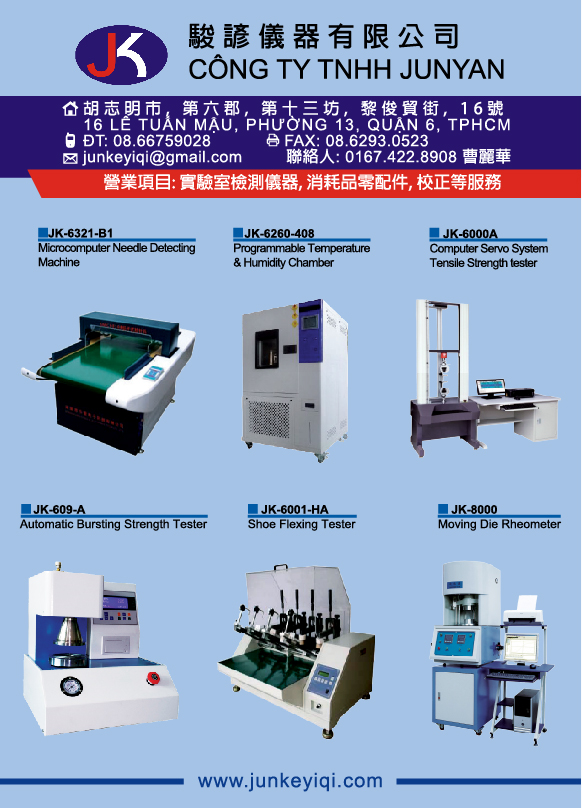 JK
駿諺儀器有限公司
CÔNG TY TNHH JUNYAN
胡志明市, 第六郡, 第十三坊, 黎俊貿街, 16號
16 LÊ TUẤN MẬU, PHƯỜNG 13, QUẬN 6, TPHCM
ĐT: 08.66759028 FAX: 08.6293.0523
junkeyiqi@gmail.com 聯絡人: 0167.422.8908 曹麗華
營業項目: 實驗室檢測儀器, 消耗品零配件, 校正等服務
JK-6321-B1
Microcomputer Needle Detecting
Machine
JK-6260-408
Programmable Temperature
& Humidity Chamber
JK-6000A
Computer Servo System
Tensile Strength tester
JK-609-A
Automatic Bursting Strength Tester
JK-6001-HA
Shoe Flexing Tester
JK-8000
Moving Die Rheometer
www.junkeyiqi.com